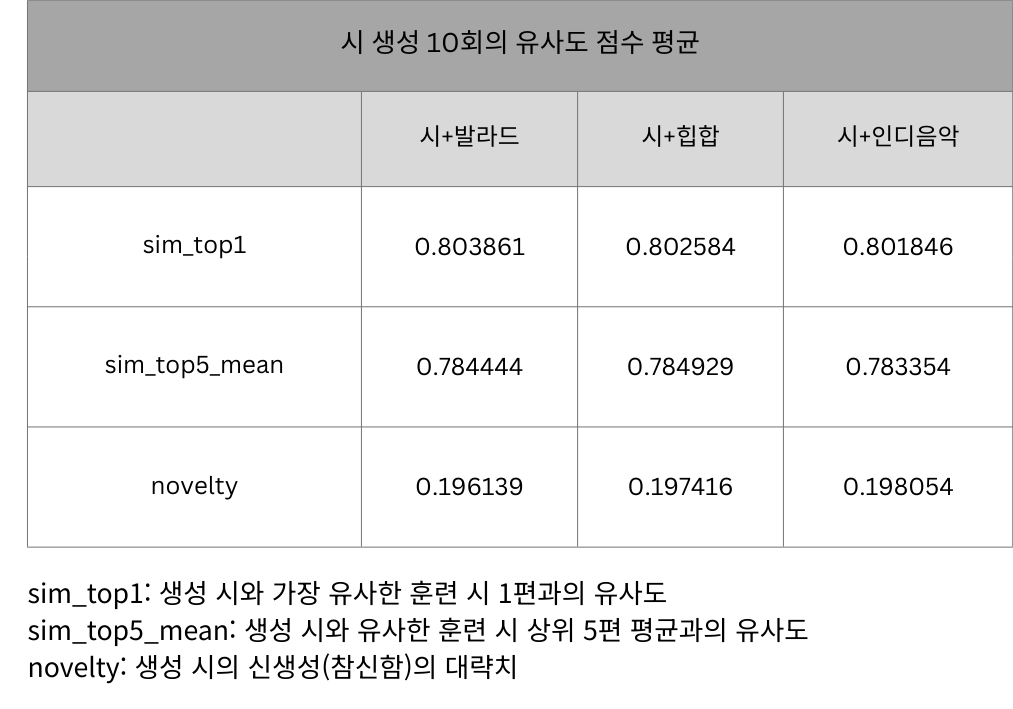 시 생성 10회의 유사도 점수 평균
시+발라드 시+힙합 시+인디음악
sim_top1 0.803861 0.802584 0.801846
sim_top5_mean 0.784444 0.784929 0.783354
novelty 0.196139 0.197416 0.198054
sim_top1: 생성 시와 가장 유사한 훈련 시 1편과의 유사도
sim_top5_mean: 생성 시와 유사한 훈련 시 상위 5편 평균과의 유사도
novelty: 생성 시의 신생성(참신함)의 대략치